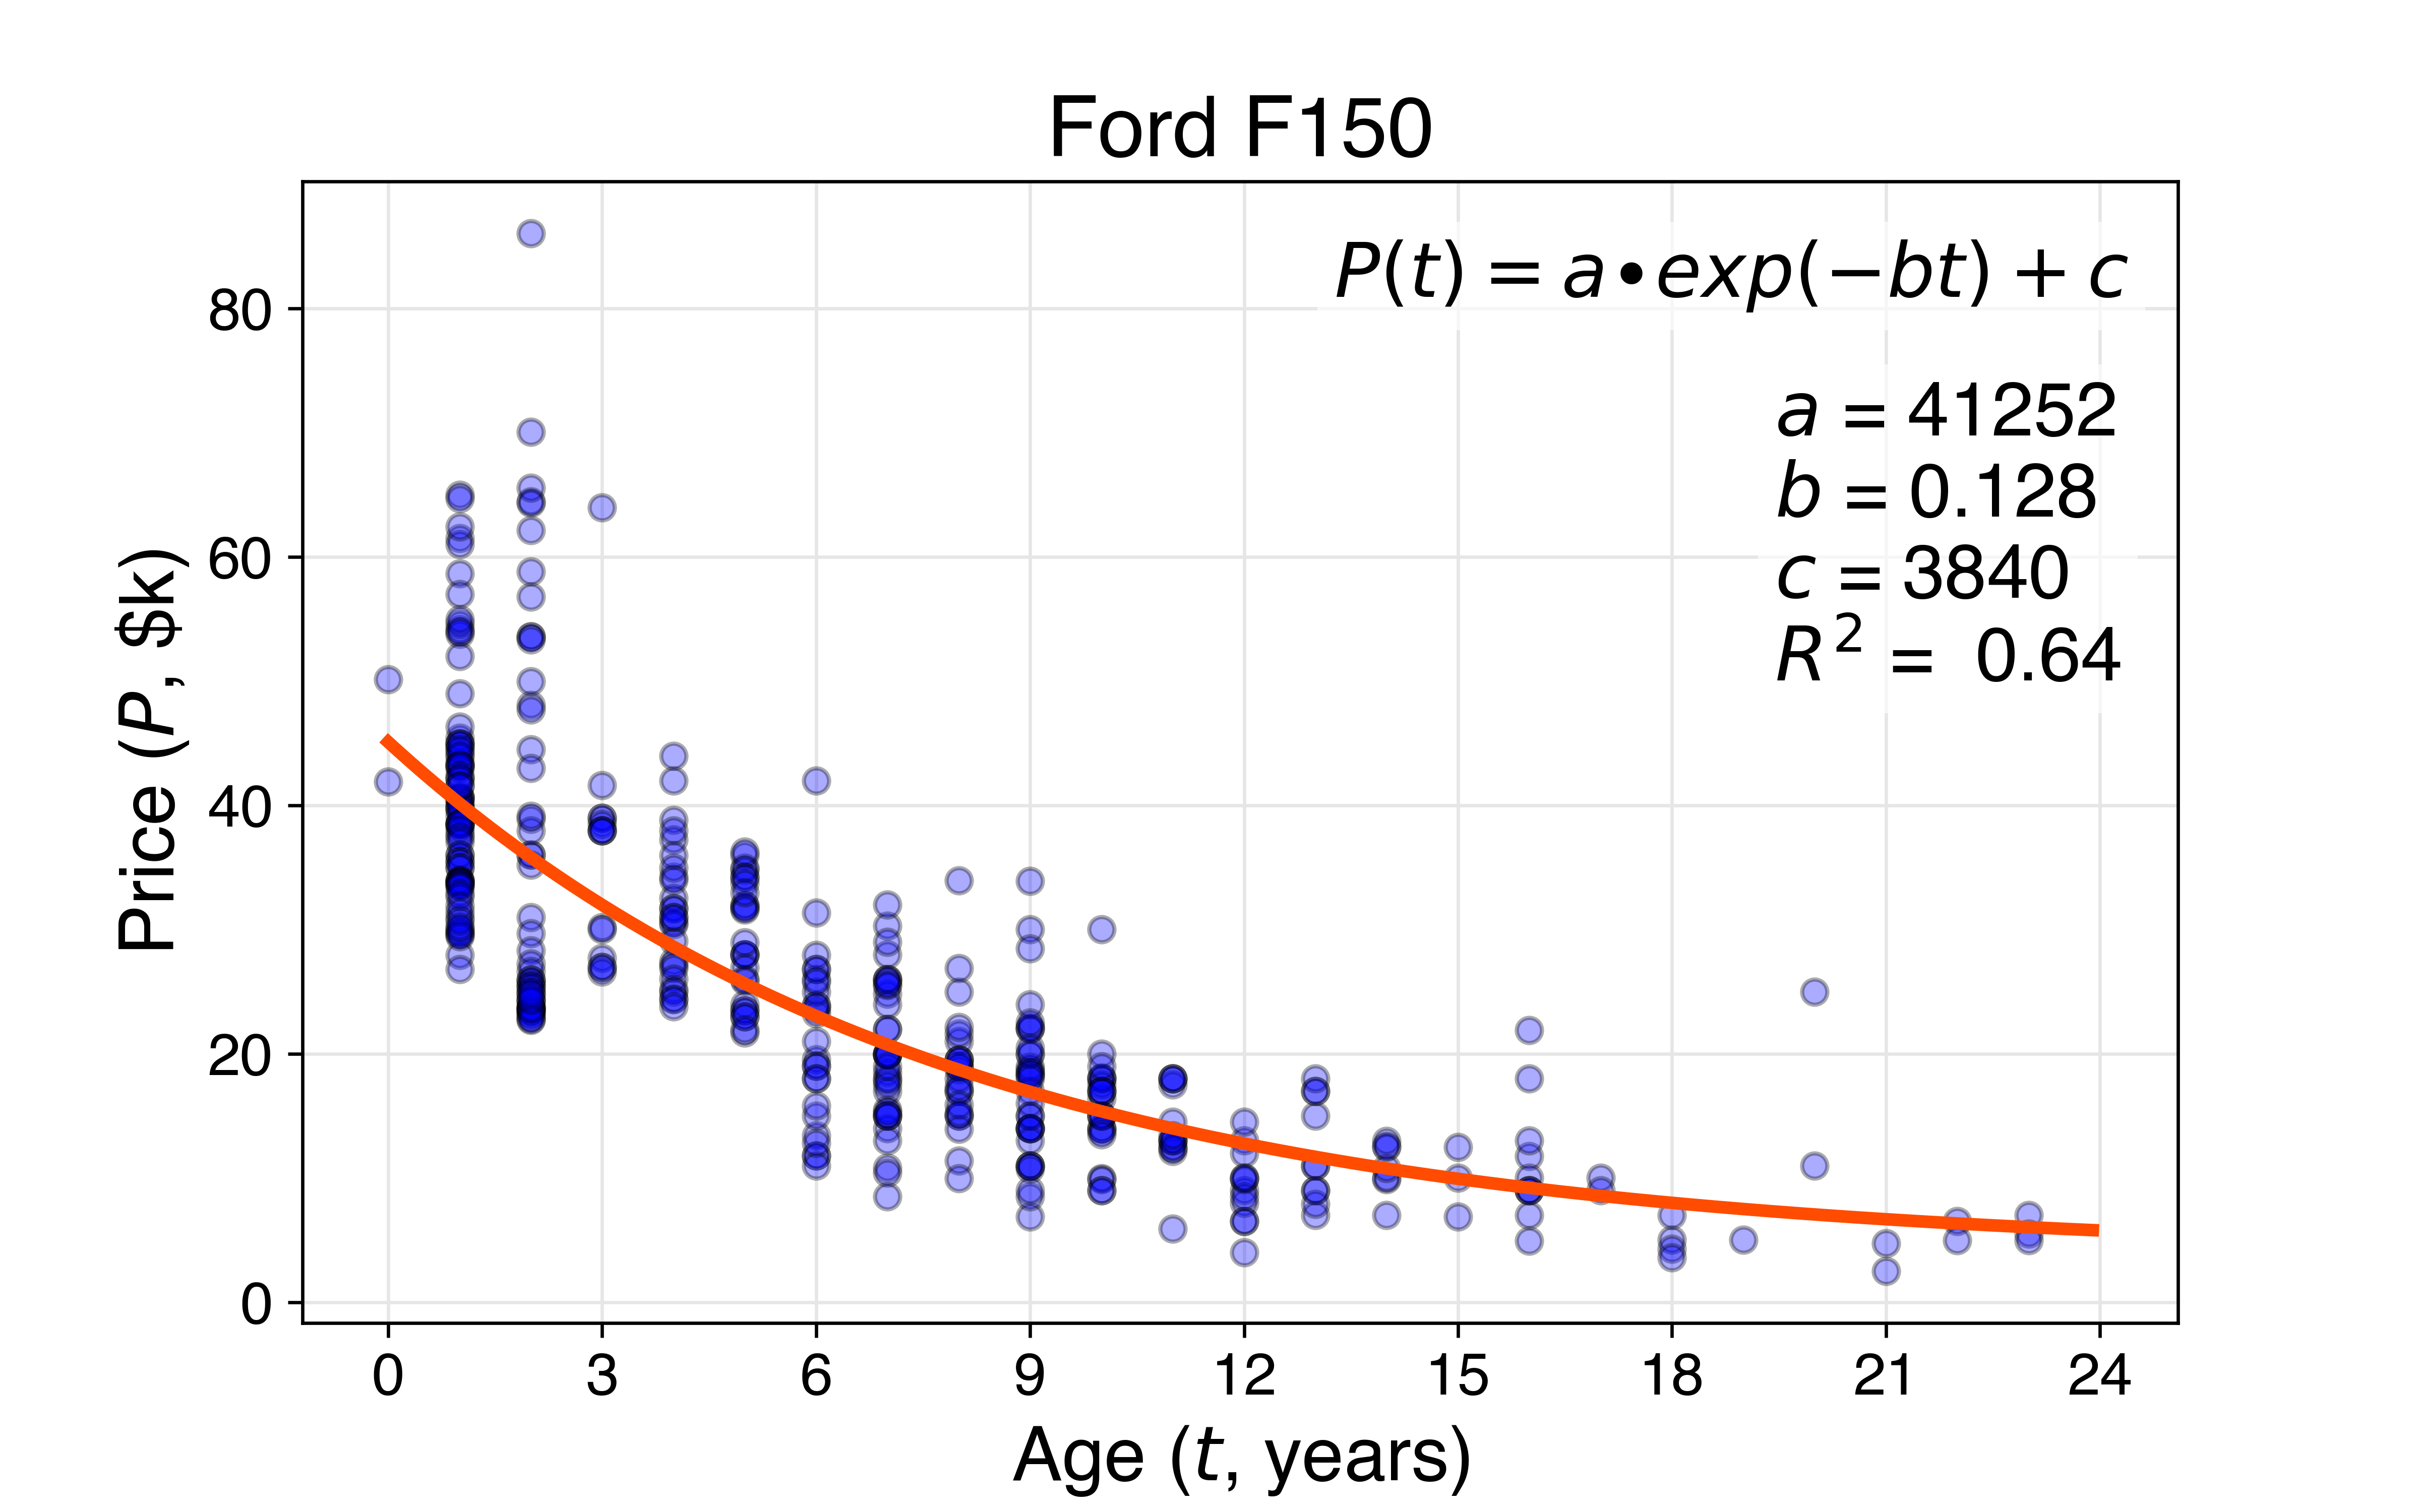 Ford F150
P(t) = a•exp(−bt) + c
a = 41252
b = 0.128
c = 3840
R² = 0.64
Price (P, $k)
80
60
40
20
0
0 3 6 9 12 15 18 21 24
Age (t, years)